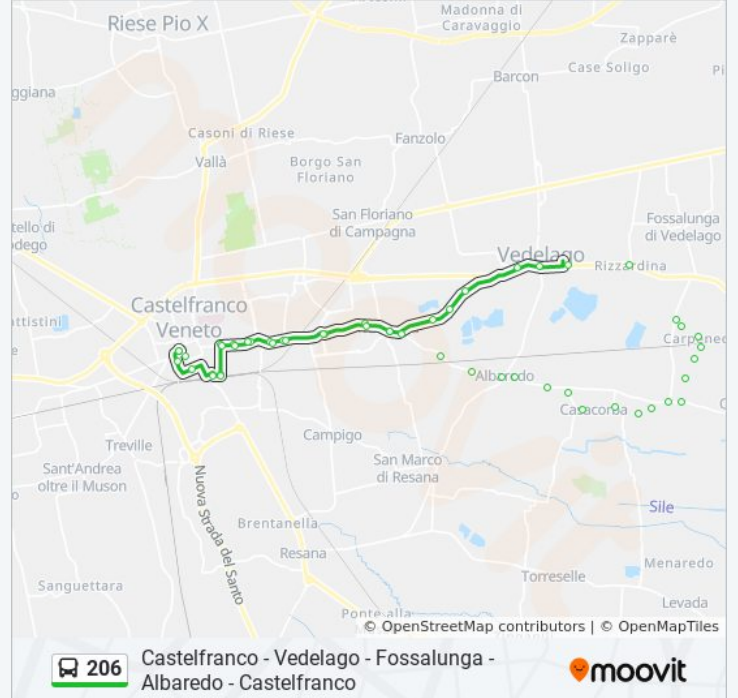 Riese Pio X
Madonna di
Caravaggio
Zapparè
Case Soligo
Barcon
ggiana
Casoni di Riese
Fanzolo
Vallà
Borgo San
Floriano
San Floriano
di Campagna
Fossalunga
di Vedelago
tello di
odego
Vedelago
Rizzardina
Castelfranco
Veneto
ttistini
Albaredo
Casacorba
Campigo
Treville
San Marco
di Resana
Sant'Andrea
oltre il Muson
Nuova Strada del Santo
Sile
Brentanella
Resana
Menaredo
Torreselle
Sanguettara
Levada
Ponte alla
© OpenStreetMap contributors | © OpenMapTiles
206
Castelfranco - Vedelago - Fossalunga -
Albaredo - Castelfranco
moovit